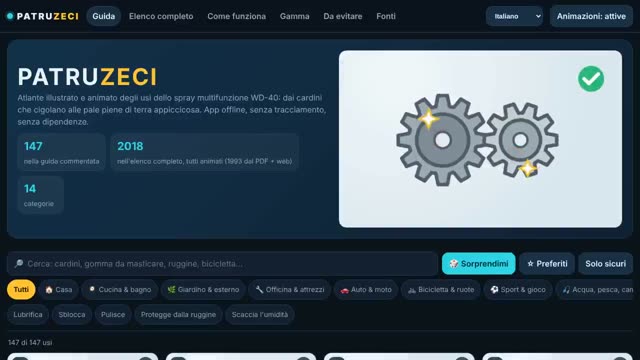 PATRUZECI
Guida
Elenco completo
Come funziona
Gamma
Da evitare
Fonti
Italiano
Animazioni: attive
PATRUZECI
Atlante illustrato e animato degli usi dello spray multifunzione WD-40: dai cardini
che cigolano alle pale piene di terra appiccicosa. App offline, senza tracciamento,
senza dipendenze.
147
nella guida commentata
2018
nell'elenco completo, tutti animati (1993 dal PDF + web)
14
categorie
Cerca: cardini, gomma da masticare, ruggine, bicicletta…
Sorprendimi
☆ Preferiti
Solo sicuri
Tutti
Casa
Cucina & bagno
Giardino & esterno
Officina & attrezzi
Auto & moto
Bicicletta & ruote
Sport & gioco
Acqua, pesca, can
Lubrifica
Sblocca
Pulisce
Protegge dalla ruggine
Scaccia l'umidità
147 di 147 usi